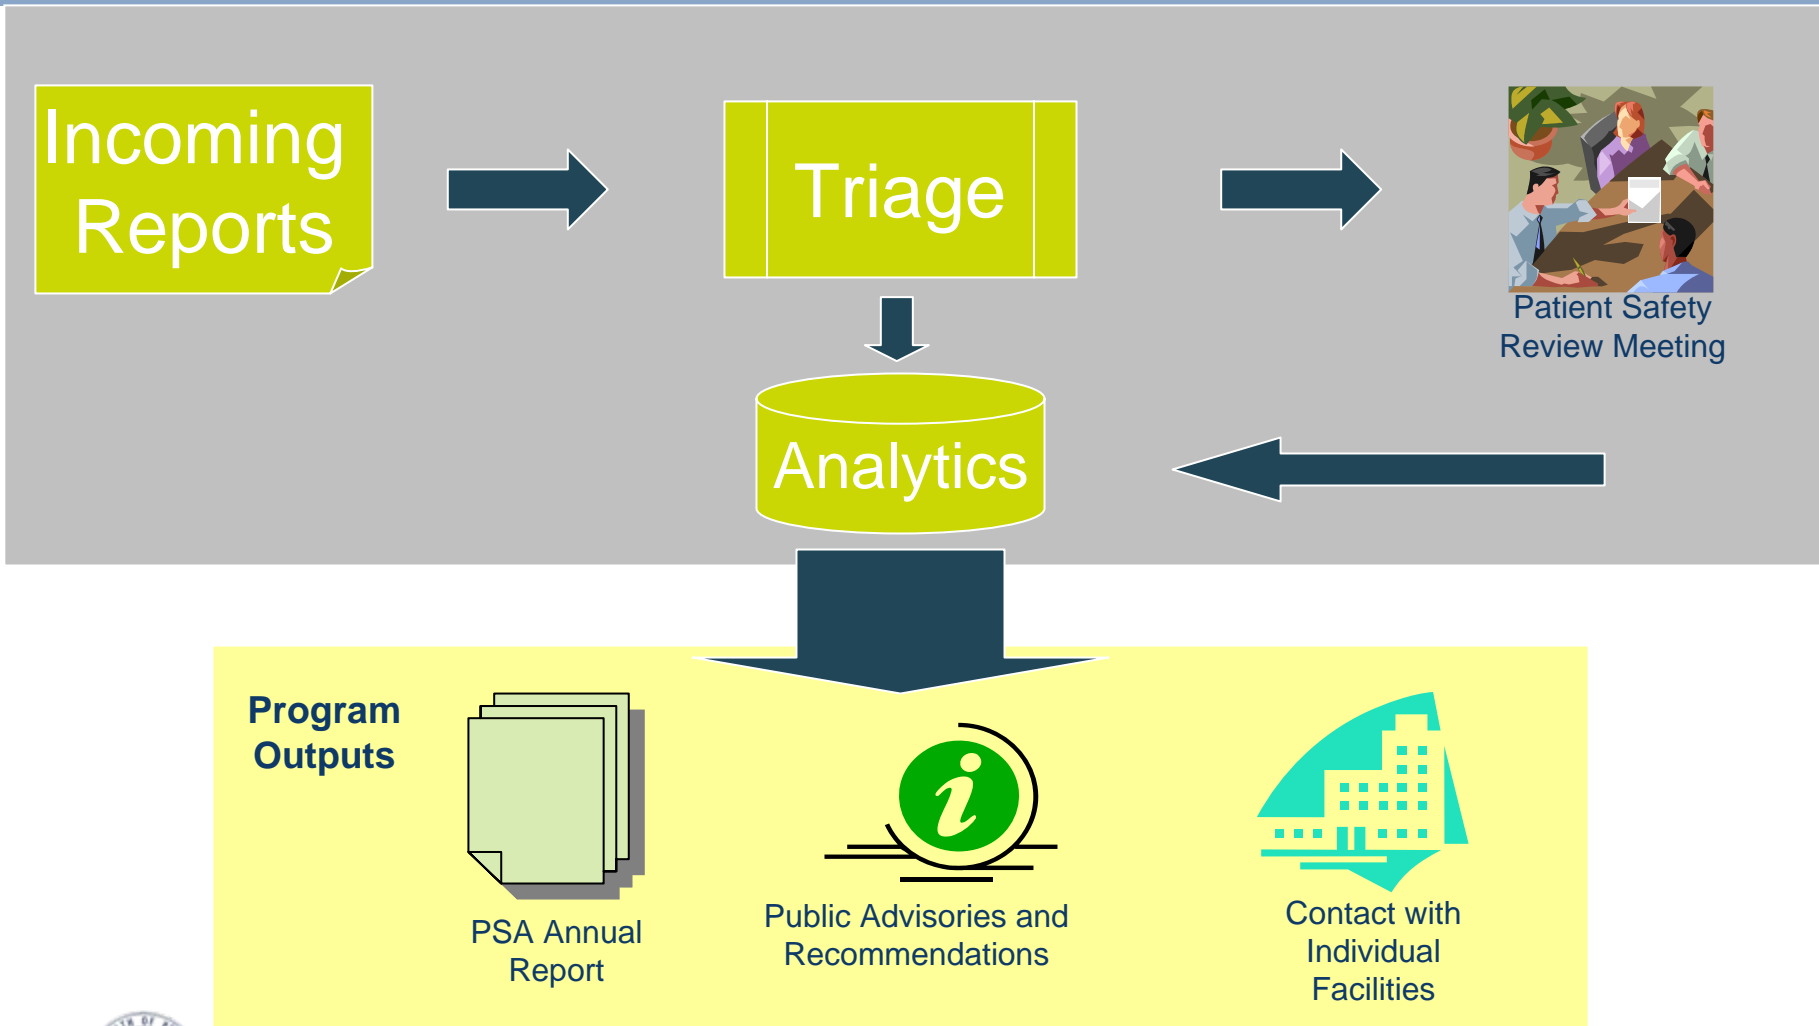 Incoming
Reports
Triage
Patient Safety
Review Meeting
Analytics
Program
Outputs
PSA Annual
Report
Public Advisories and
Recommendations
Contact with
Individual
Facilities